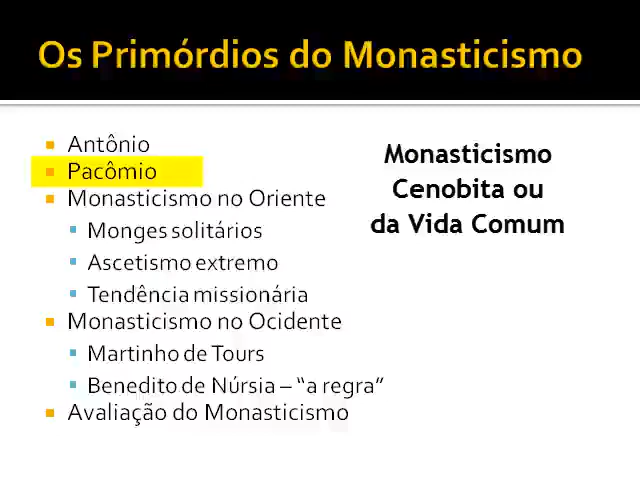 Os Primórdios do Monasticismo
Antônio
Pacômio
Monasticismo no Oriente
Monges solitários
Ascetismo extremo
Tendência missionária
Monasticismo no Ocidente
Martinho de Tours
Benedito de Núrsia – “a regra”
Avaliação do Monasticismo
Monasticismo
Cenobita ou
da Vida Comum